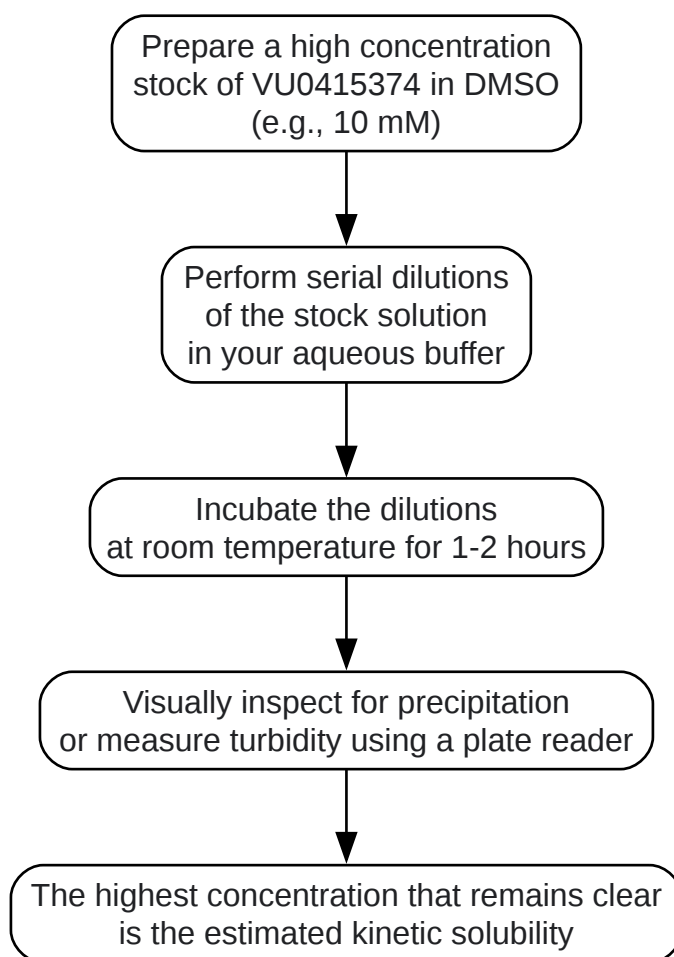 Prepare a high concentration
stock of VU0415374 in DMSO
(e.g., 10 mM)
Perform serial dilutions
of the stock solution
in your aqueous buffer
Incubate the dilutions
at room temperature for 1-2 hours
Visually inspect for precipitation
or measure turbidity using a plate reader
The highest concentration that remains clear
is the estimated kinetic solubility